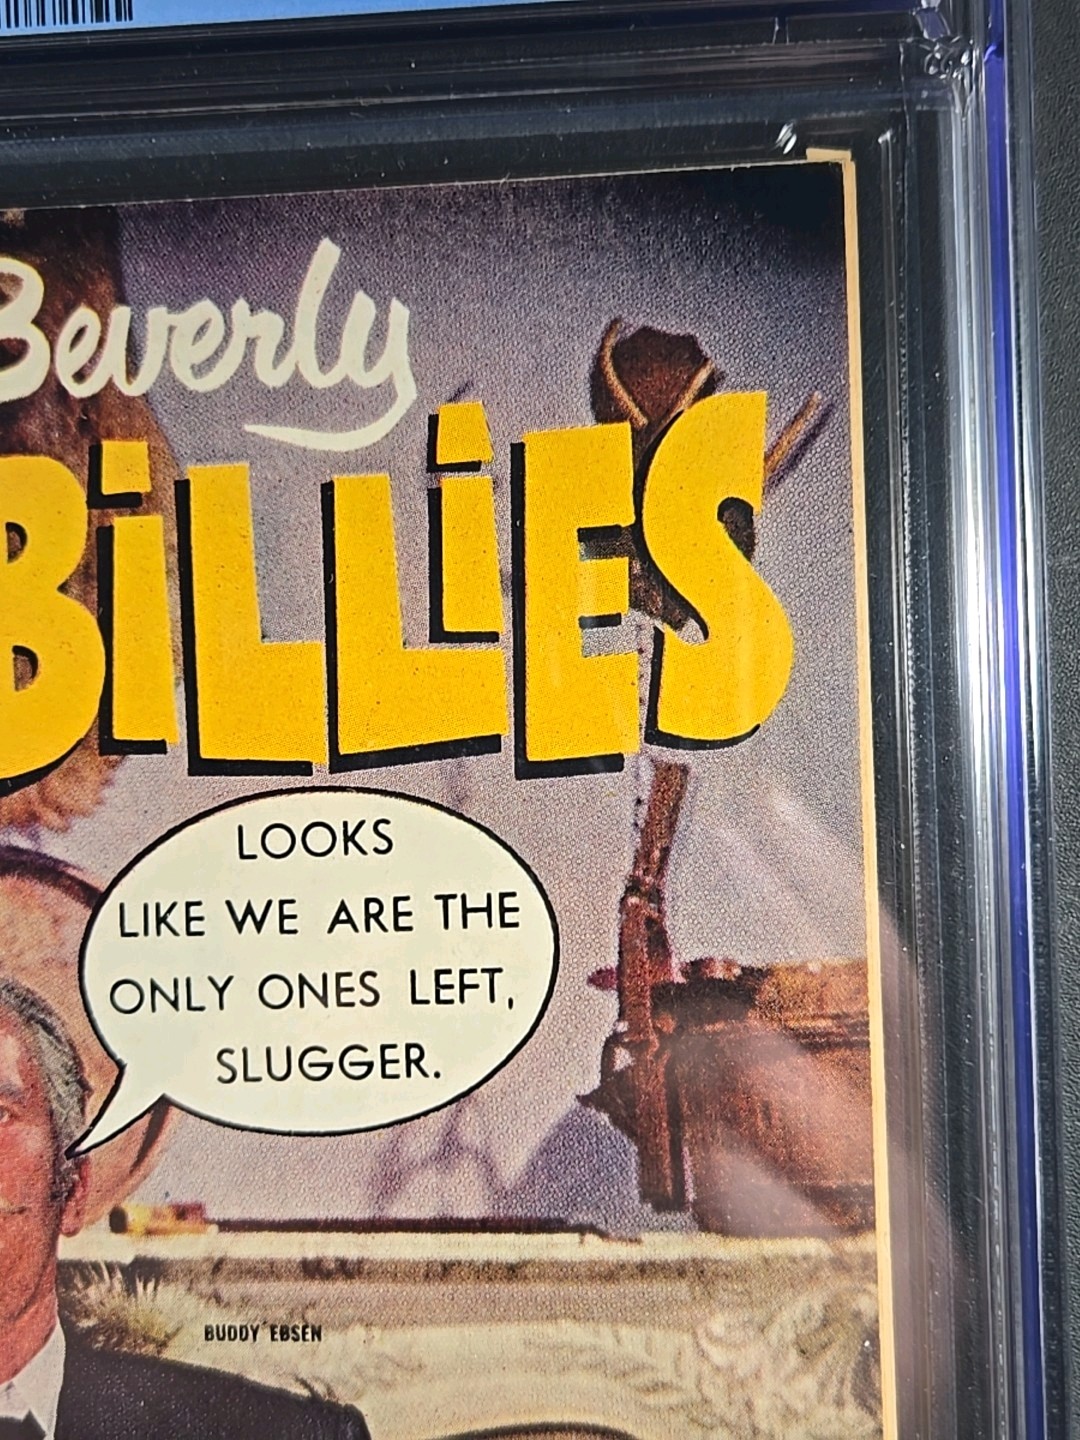 Beverly
BiLLiES
LOOKS
LIKE WE ARE THE
ONLY ONES LEFT,
SLUGGER.
BUDDY EBSEN